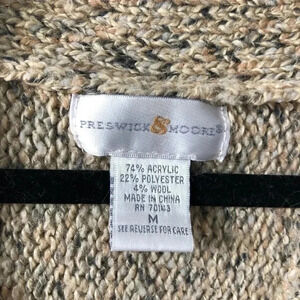 PRESWICK & MOORE
74% ACRYLIC
22% POLYESTER
4% WOOL
MADE IN CHINA
RN 70143
M
SEE REVERSE FOR CARE